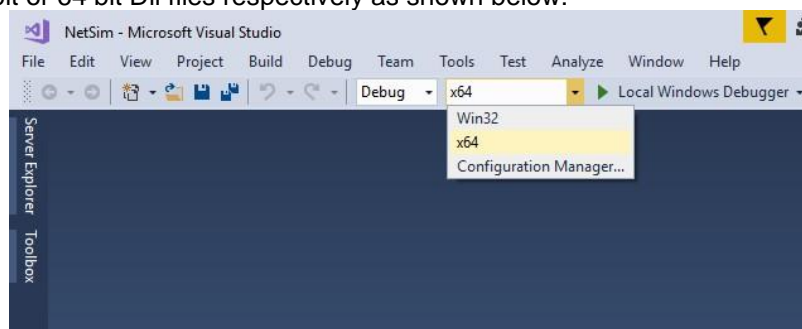 bit or 64 bit Dll files respectively as shown below.
NetSim - Microsoft Visual Studio
File Edit View Project Build Debug Team Tools Test Analyze Window Help
Debug x64 Local Windows Debugger
Win32
x64
Configuration Manager...
Server Explorer
Toolbox